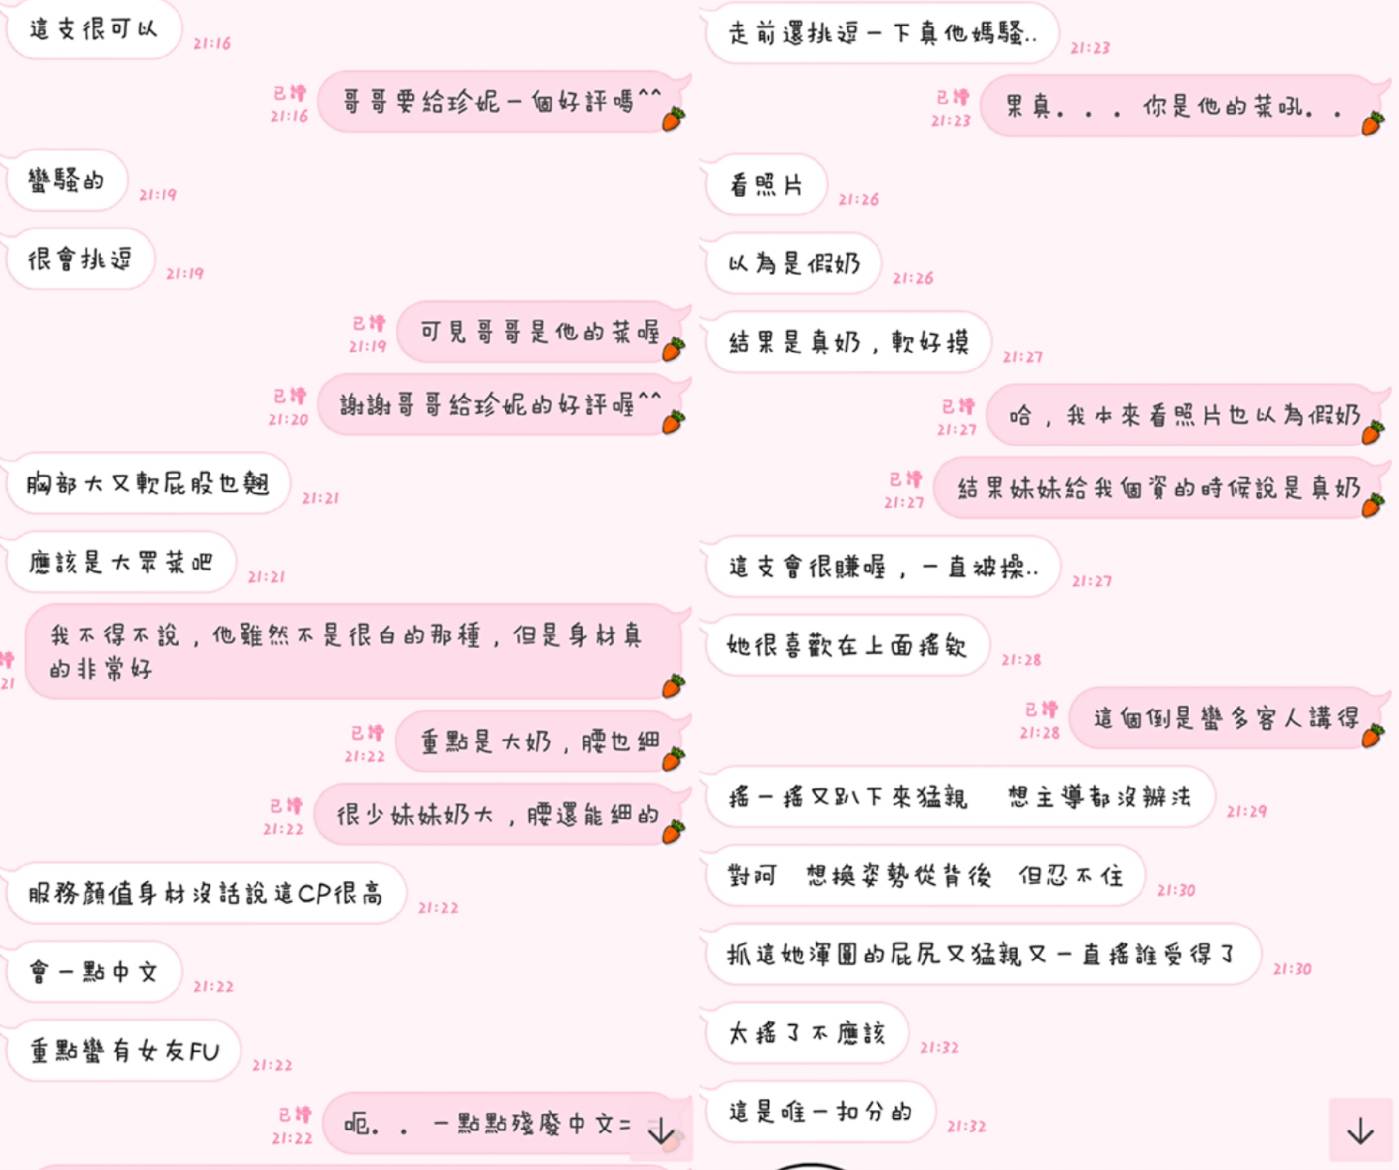 這支很可以
21:16
已讀
21:16
哥哥要給珍妮一個好評嗎^^
蠻騷的
21:19
很會挑逗
21:19
已讀
21:19
可見哥哥是他的菜喔
已讀
21:20
謝謝哥哥給珍妮的好評喔^^
胸部大又軟屁股也翹
21:21
應該是大眾菜吧
21:21
讀
21
我不得不說,他雖然不是很白的那種,但是身材真
的非常好
已讀
21:22
重點是大奶,腰也細
已讀
21:22
很少妹妹奶大,腰還能細的
服務顏值身材沒話說這CP很高
21:22
會一點中文
21:22
重點蠻有女友FU
21:22
已讀
21:22
呃. . 一點點殘廢中文=
走前還挑逗一下真他媽騷..
21:23
已讀
21:23
果真. . . 你是他的菜吼. .
看照片
21:26
以為是假奶
21:26
結果是真奶,軟好摸
21:27
已讀
21:27
哈,我本來看照片也以為假奶
已讀
21:27
結果妹妹給我個資的時候說是真奶
這支會很賺喔,一直被操..
21:27
她很喜歡在上面搖欸
21:28
已讀
21:28
這個倒是蠻多客人講得
搖一搖又趴下來猛親 想主導都沒辦法
21:29
對阿 想換姿勢從背後 但忍不住
21:30
抓這她渾圓的屁尻又猛親又一直搖誰受得了
21:30
太搖了不應該
21:32
這是唯一扣分的
21:32